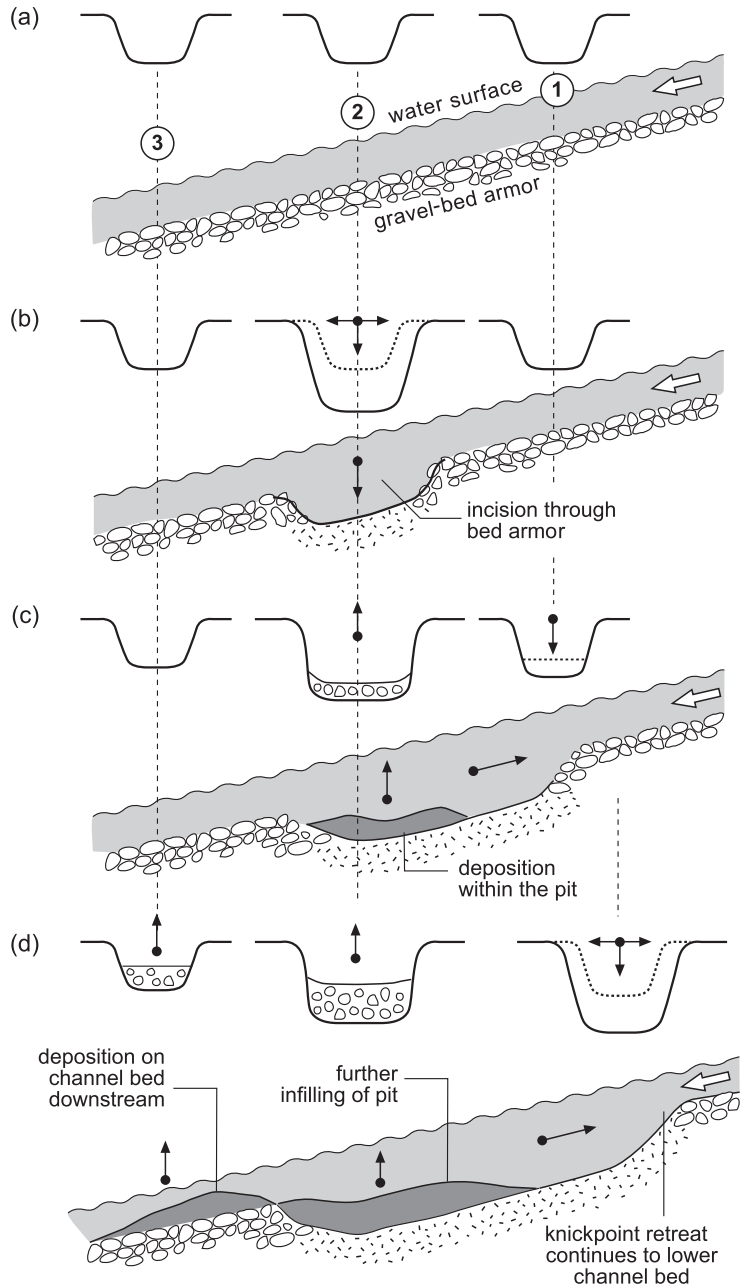 (a)
1
2
3
water surface
gravel-bed armor
(b)
incision through
bed armor
(c)
deposition
within the pit
(d)
deposition on
channel bed
downstream
further
infilling of pit
knickpoint retreat
continues to lower
channel bed